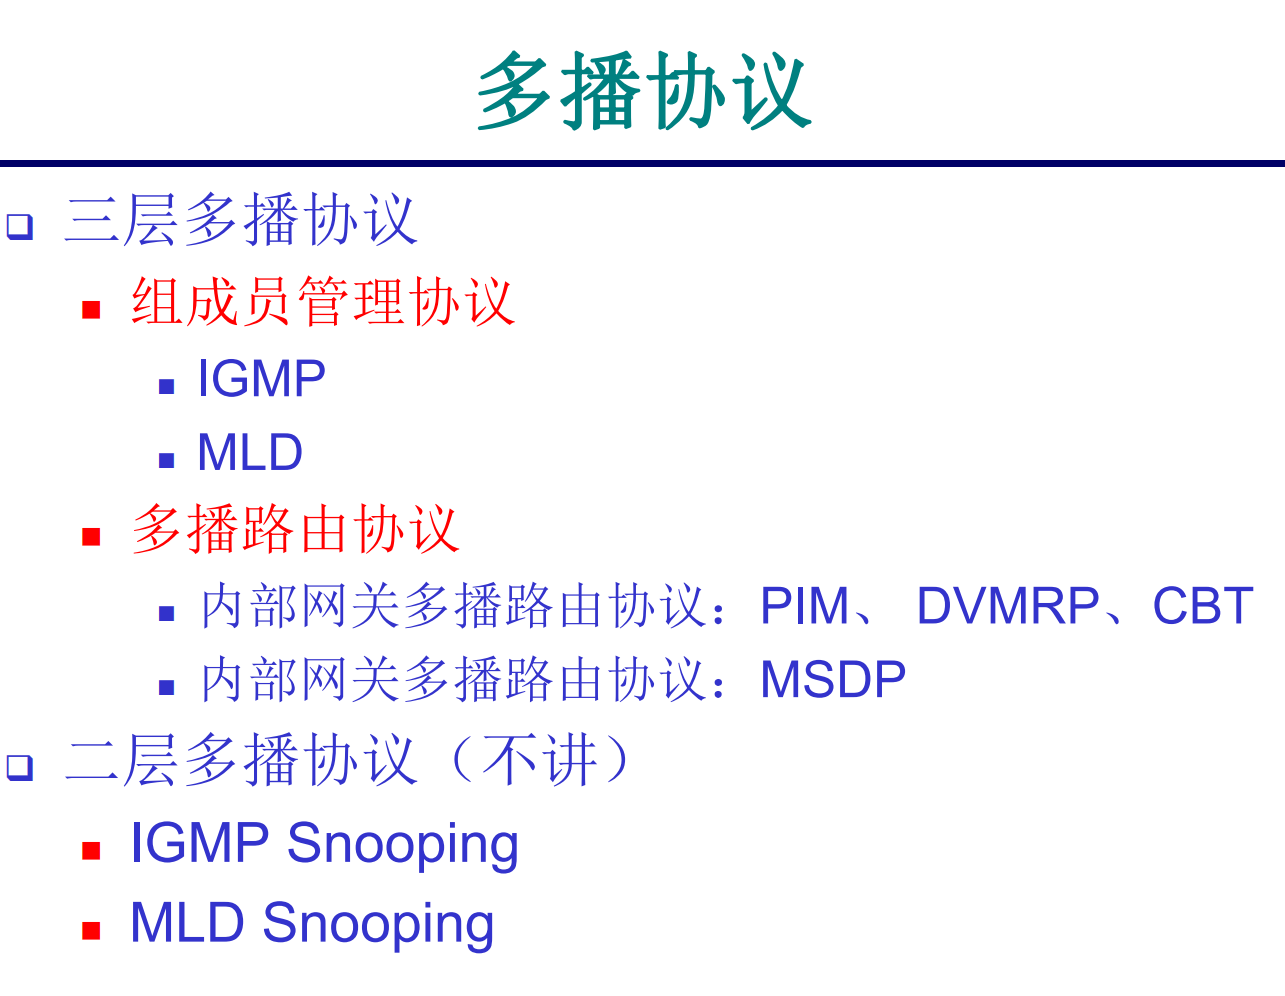 多播协议
三层多播协议
组成员管理协议
IGMP
MLD
多播路由协议
内部网关多播路由协议：PIM、 DVMRP、CBT
内部网关多播路由协议：MSDP
二层多播协议（不讲）
IGMP Snooping
MLD Snooping